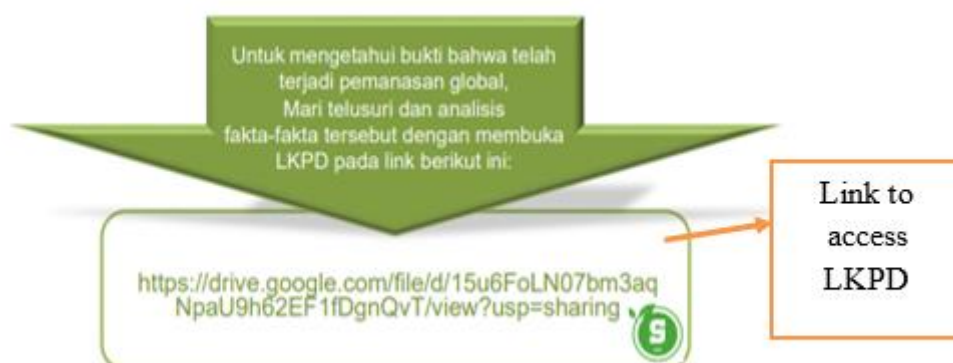 Untuk mengetahui bukti bahwa telah
terjadi pemanasan global,
Mari telusuri dan analisis
fakta-fakta tersebut dengan membuka
LKPD pada link berikut ini:
https://drive.google.com/file/d/15u6FoLN07bm3aq
NpaU9h62EF1fDgnQvT/view?usp=sharing
S
Link to
access
LKPD